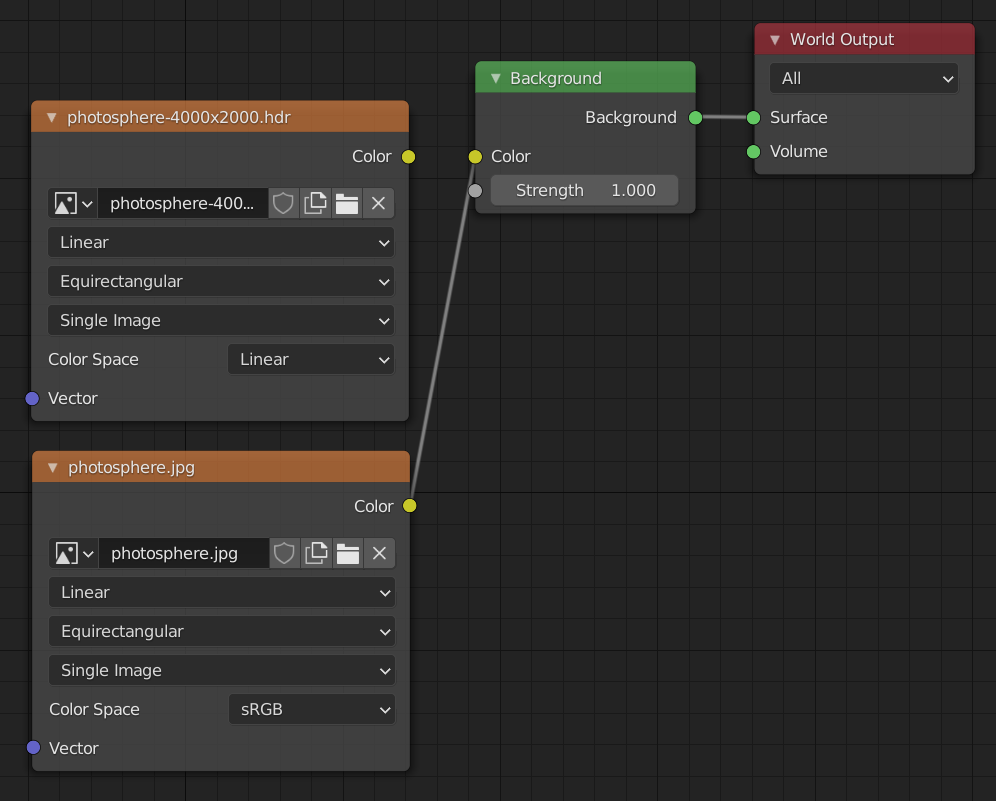 photosphere-4000x2000.hdr
Color
photosphere-400...
Linear
Equirectangular
Single Image
Color Space Linear
Vector
photosphere.jpg
Color
photosphere.jpg
Linear
Equirectangular
Single Image
Color Space sRGB
Vector
Background
Background
Color
Strength 1.000
World Output
All
Surface
Volume